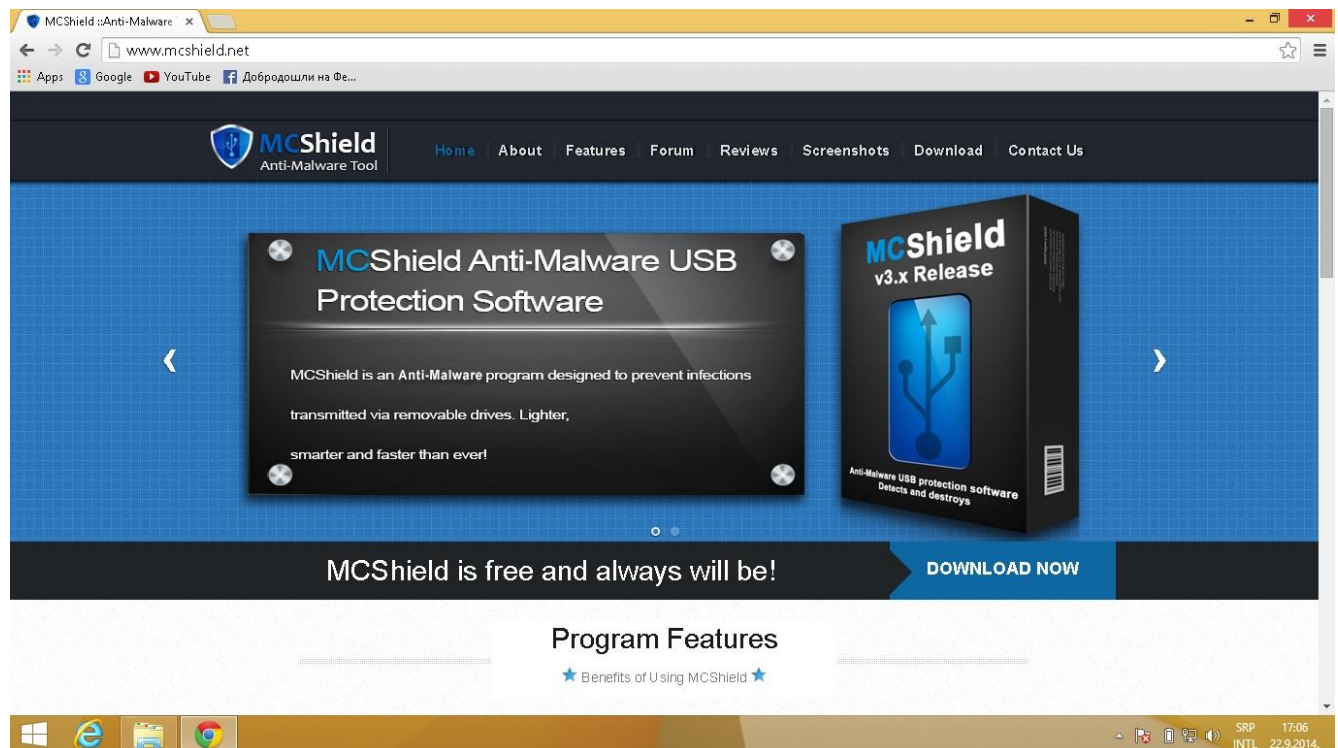 MCShield ::Anti-Malware
www.mcshield.net
Apps Google YouTube Добродошли на Фе...
MCShield
Anti-Malware Tool
Home About Features Forum Reviews Screenshots Download Contact Us
MCShield Anti-Malware USB
Protection Software
MCShield is an Anti-Malware program designed to prevent infections
transmitted via removable drives. Lighter,
smarter and faster than ever!
MCShield
v3.x Release
Anti-Malware USB protection software
Detects and destroys
MCShield is free and always will be!
DOWNLOAD NOW
Program Features
Benefits of Using MCShield
SRP 17:06
INTL 22.9.2014.